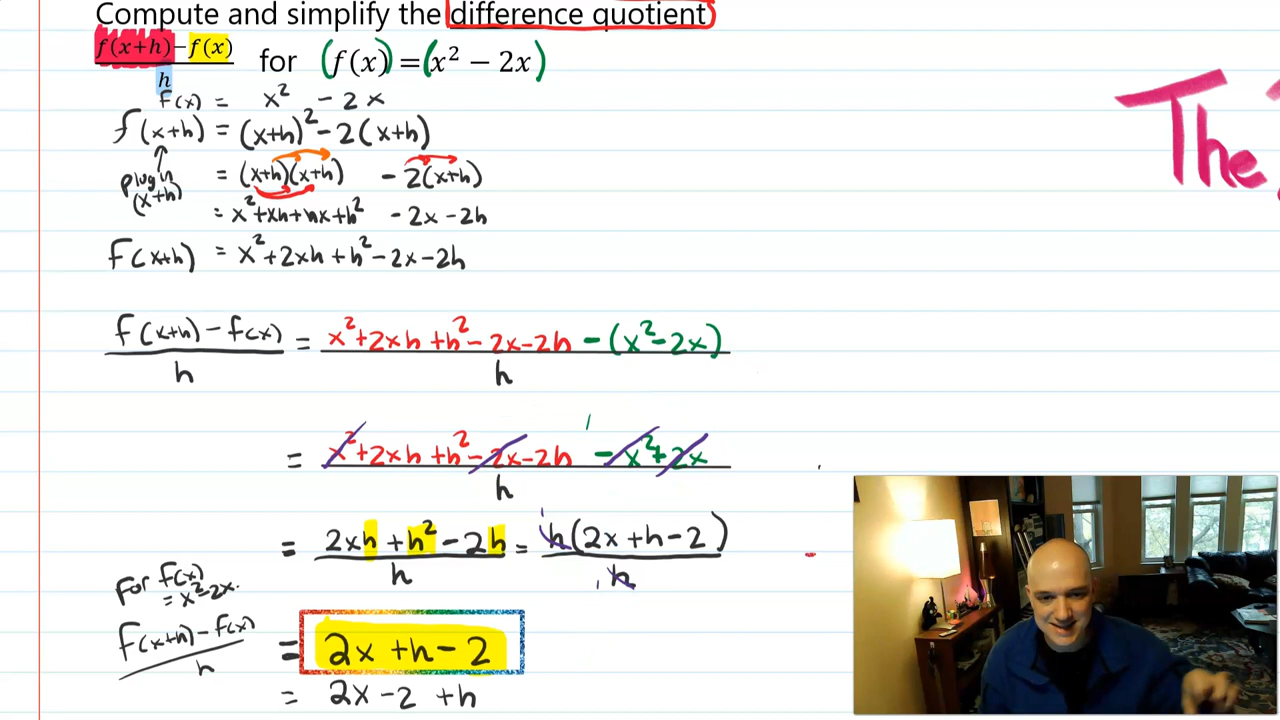 Compute and simplify the difference quotient
f(x+h)−f(x)/h for (f(x))=(x² − 2x)
f(x) = x² - 2x
f(x+h) = (x+h)² - 2(x+h)
plug in (x+h)
= (x+h)(x+h) - 2(x+h)
= x²+xh+hx+h² - 2x - 2h
f(x+h) = x²+2xh+h²-2x-2h
f(x+h)-f(x)/h = x²+2xh+h²-2x-2h-(x²-2x)/h
= x²+2xh+h²-2x-2h -x²+2x/h
= 2xh+h²-2h/h = h(2x+h-2)/h
For f(x) = x²-2x.
f(x+h)-f(x)/h = 2x+h-2
= 2x-2+h
The